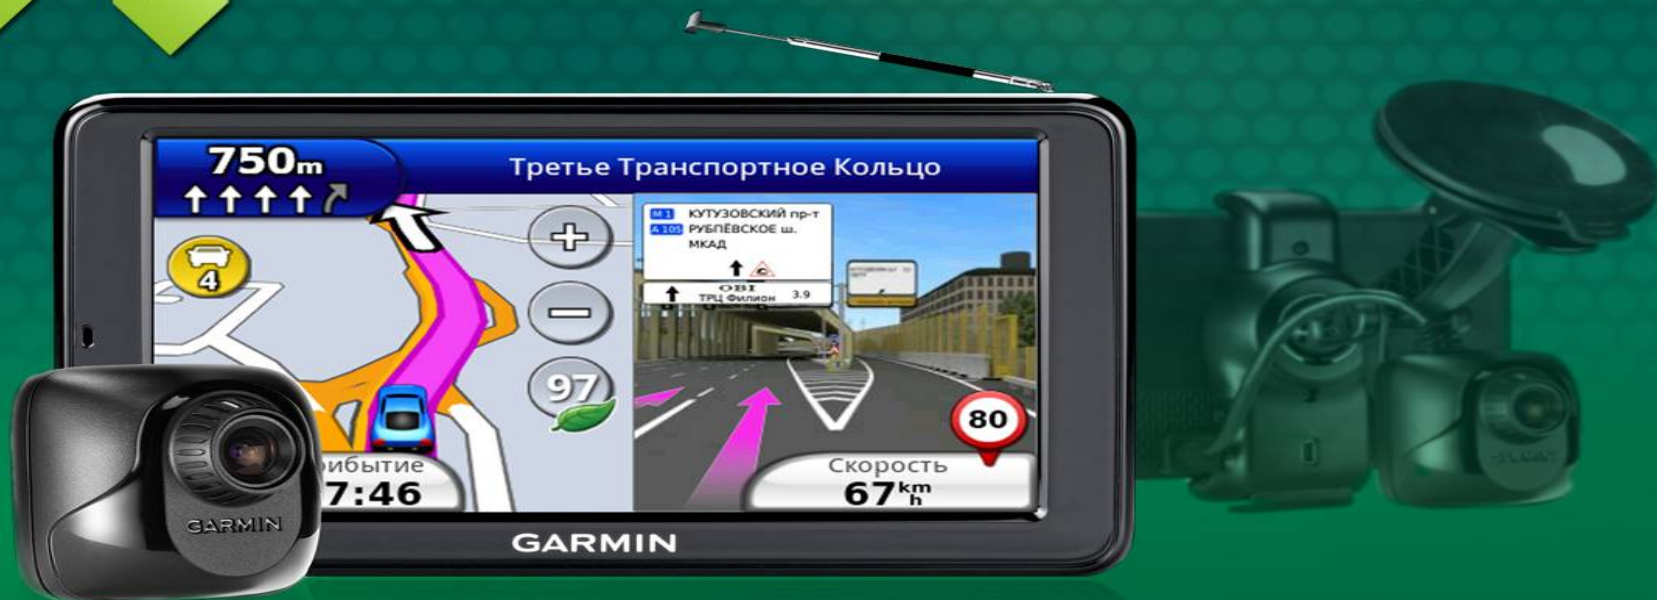 750m
Третье Транспортное Кольцо
4
М 1 КУТУЗОВСКИЙ пр-т
А 105 РУБЛЁВСКОЕ ш.
МКАД
OBI
ТРЦ Филион 3.9
97
80
рибытие
7:46
Скорость
67 km h
GARMIN
GARMIN